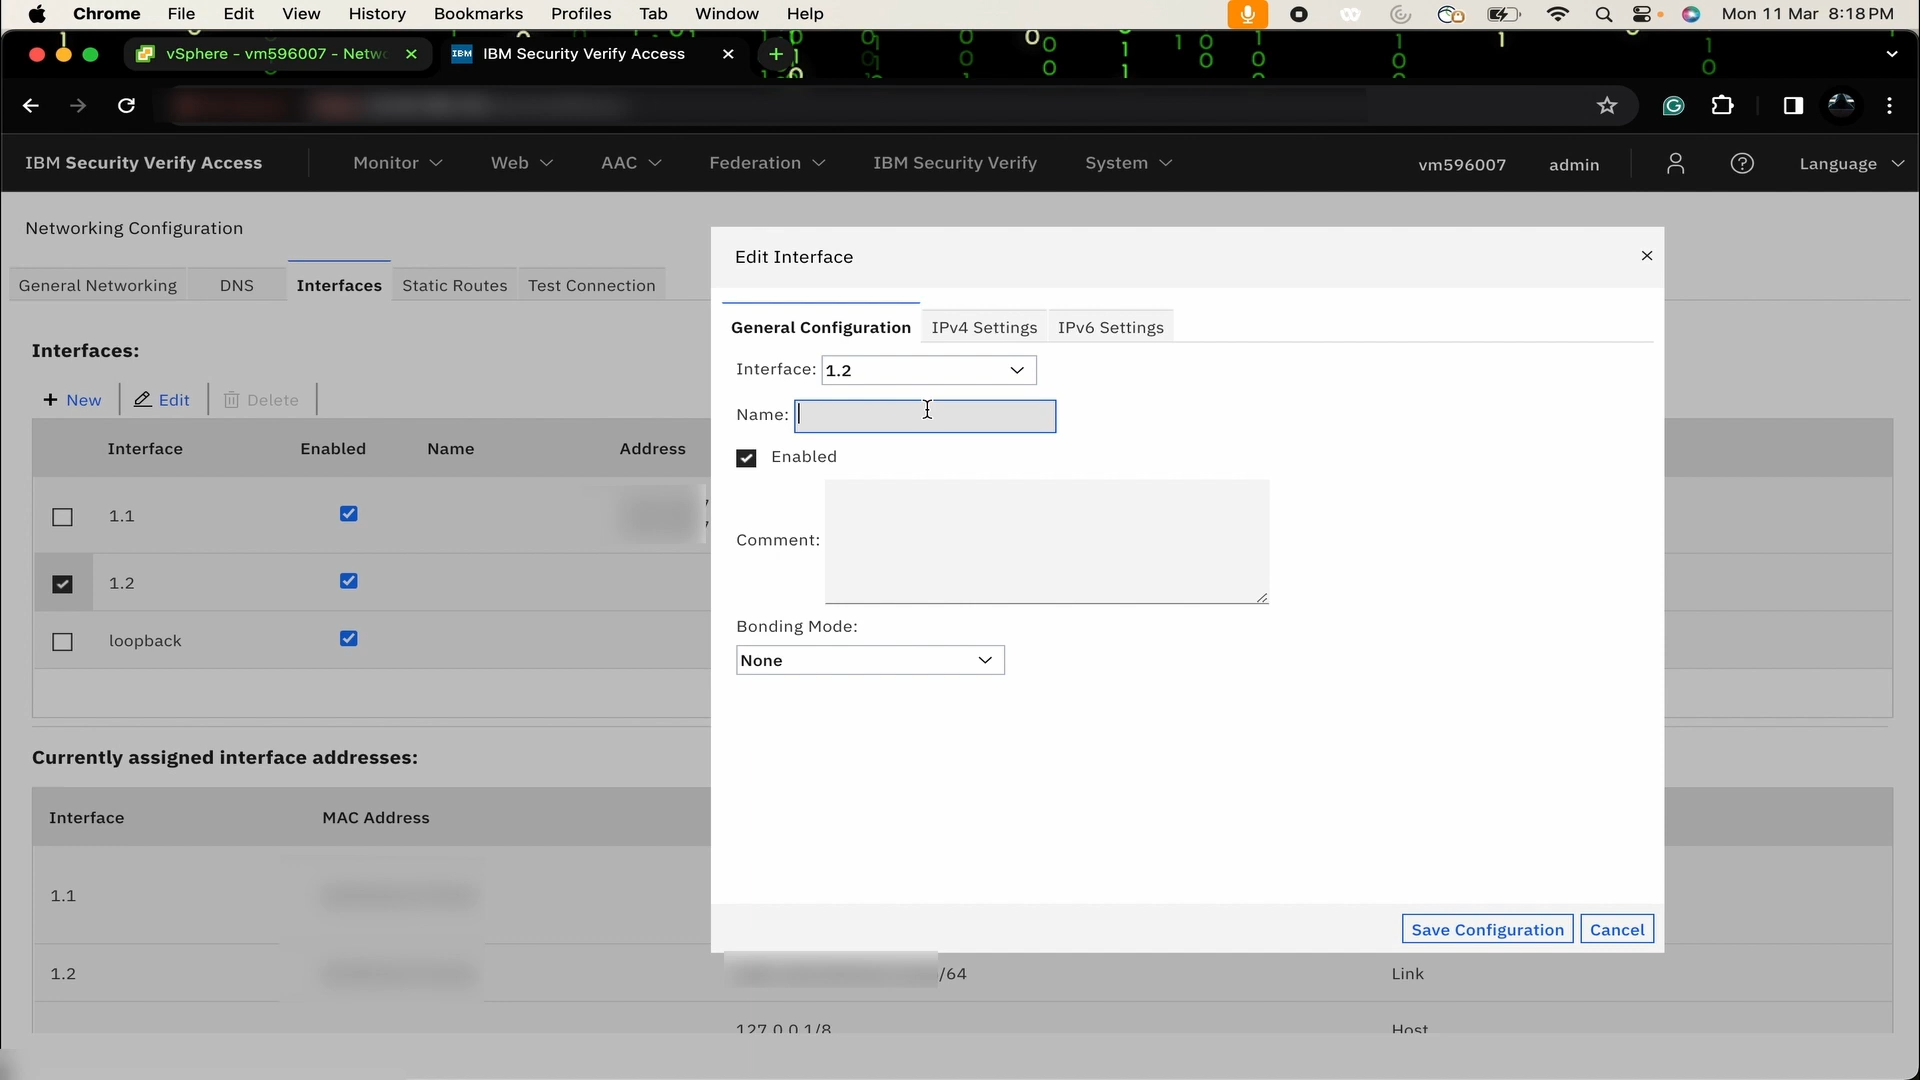 Chrome File Edit View History Bookmarks Profiles Tab Window Help Mon 11 Mar 8:18 PM
vSphere - vm596007 - Netw IBM Security Verify Access
IBM Security Verify Access Monitor Web AAC Federation IBM Security Verify System vm596007 admin Language
Networking Configuration
General Networking DNS Interfaces Static Routes Test Connection
Interfaces:
New Edit Delete
Interface Enabled Name Address
1.1
1.2
loopback
Currently assigned interface addresses:
Interface MAC Address
1.1
1.2 /64 Link
127.0.0.1/8 Host
Edit Interface
General Configuration IPv4 Settings IPv6 Settings
Interface: 1.2
Name:
Enabled
Comment:
Bonding Mode:
None
Save Configuration Cancel